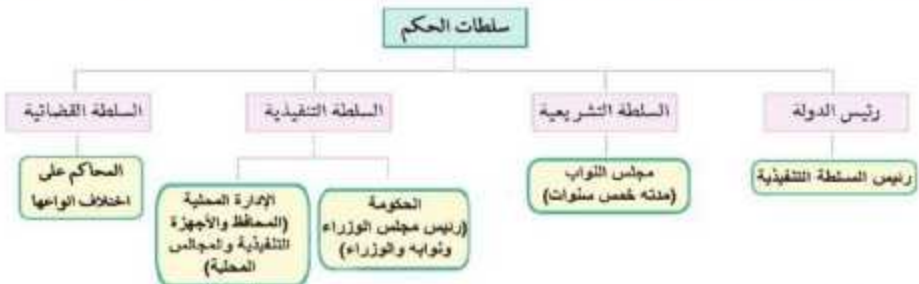 سلطات الحكم
رئيس الدولة
السلطة التشريعية
السلطة التنفيذية
السلطة القضائية
رئيس السلطة التنفيذية
مجلس النواب
(مدته خمس سنوات)
الحكومة
(رئيس مجلس الوزراء
ونوابه والوزراء)
الإدارة المحلية
(المحافظ والأجهزة
التنفيذية والمجالس
المحلية)
المحاكم على
اختلاف انواعها